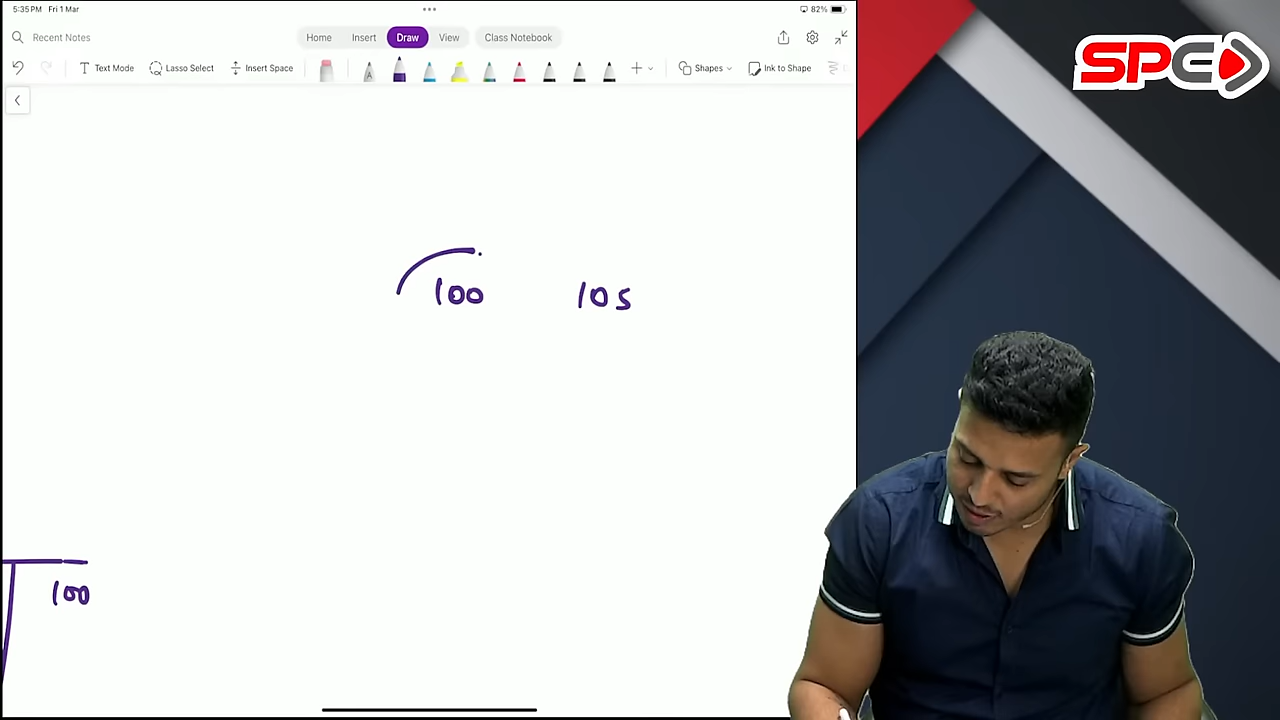 5:35 PM Fri 1 Mar
82%
Recent Notes
Home Insert Draw View Class Notebook
Text Mode Lasso Select Insert Space Shapes Ink to Shape
SPED
100 105
100